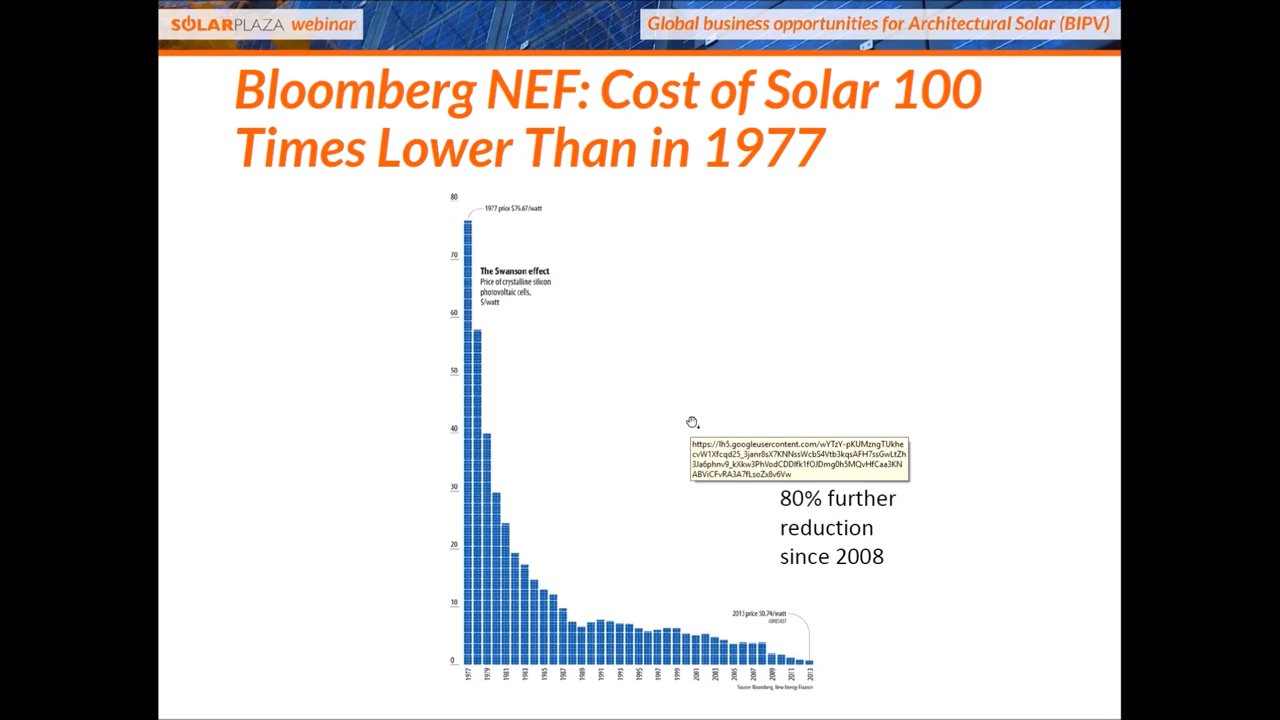 SOLARPLAZA webinar
Global business opportunities for Architectural Solar (BIPV)
Bloomberg NEF: Cost of Solar 100
Times Lower Than in 1977
80
1977 price $76.67/watt
70
The Swanson effect
Price of crystalline silicon
photovoltaic cells,
$/watt
60
50
40
30
80% further
reduction
since 2008
20
10
2013 price $0.74/watt
FORECAST
0
1977 1979 1981 1983 1985 1987 1989 1991 1993 1995 1997 1999 2001 2003 2005 2007 2009 2011 2013
Source: Bloomberg, New Energy Finance